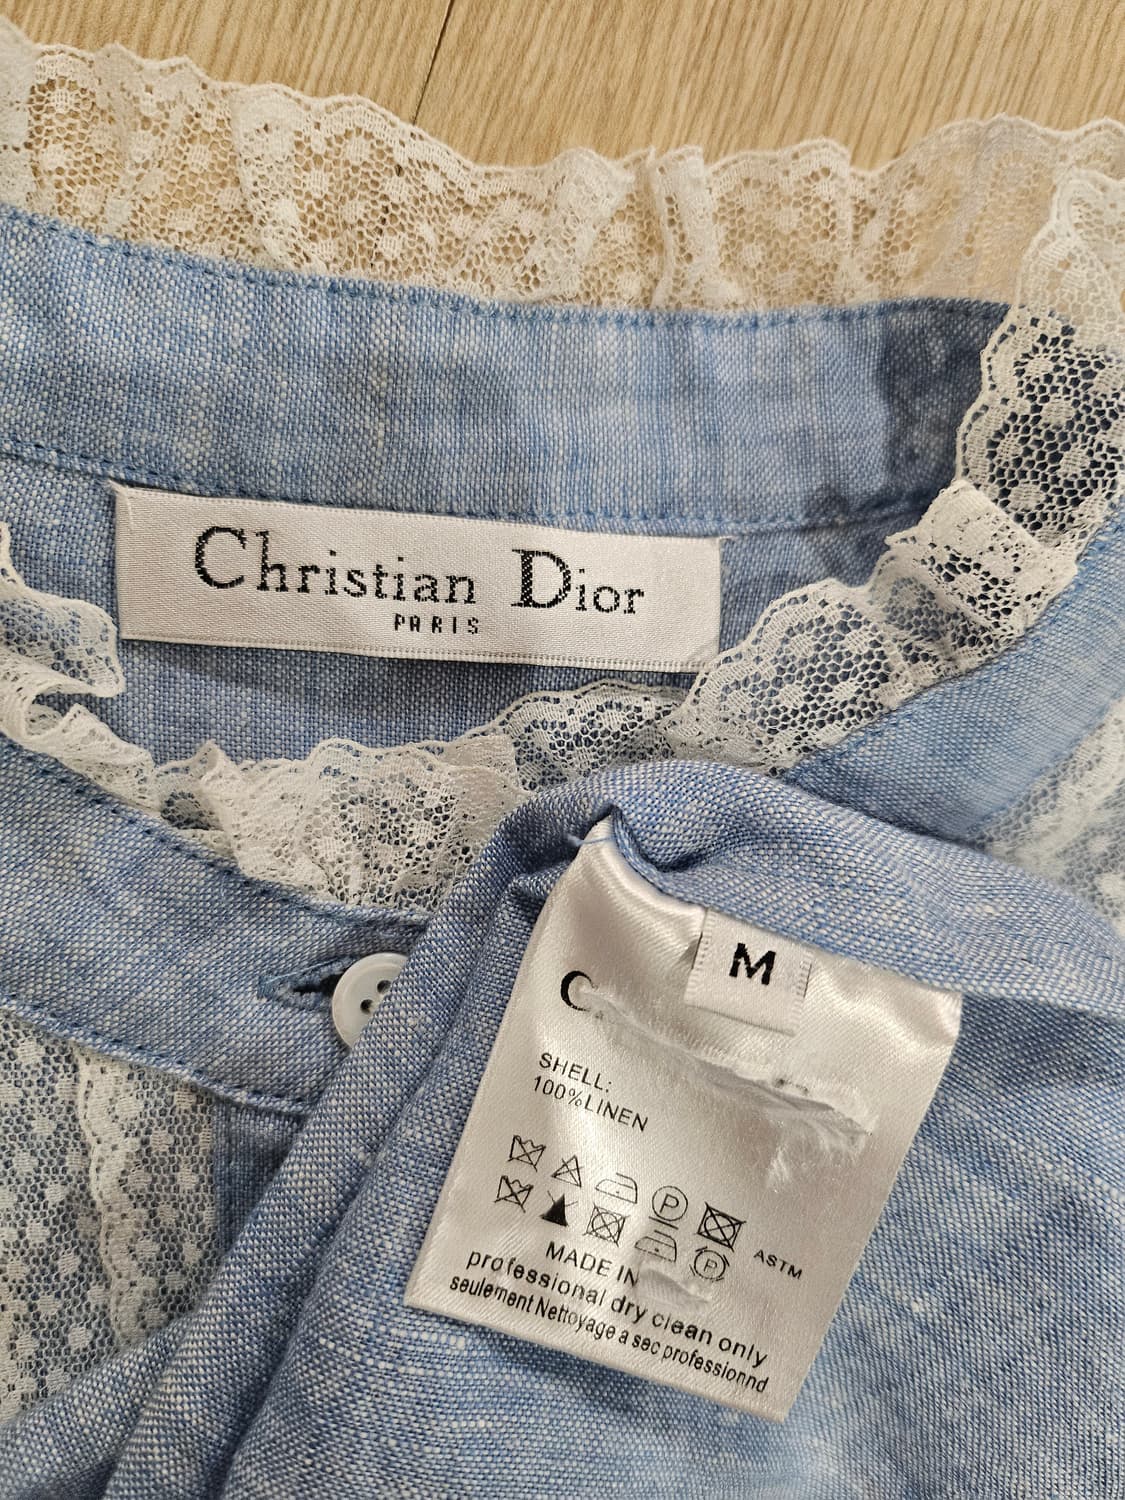 Christian Dior
PARIS
M
C
SHELL:
100%LINEN
P
P
ASTM
MADE IN
professional dry clean only
seulement Nettoyage a sec professionnd